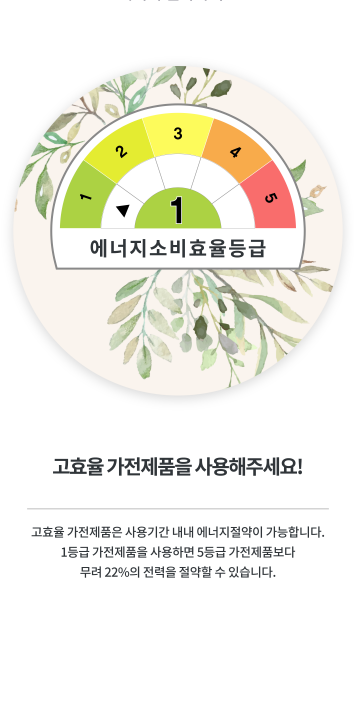 1
2
3
4
5
1
에너지소비효율등급
고효율 가전제품을 사용해주세요!
고효율 가전제품은 사용기간 내내 에너지절약이 가능합니다.
1등급 가전제품을 사용하면 5등급 가전제품보다
무려 22%의 전력을 절약할 수 있습니다.